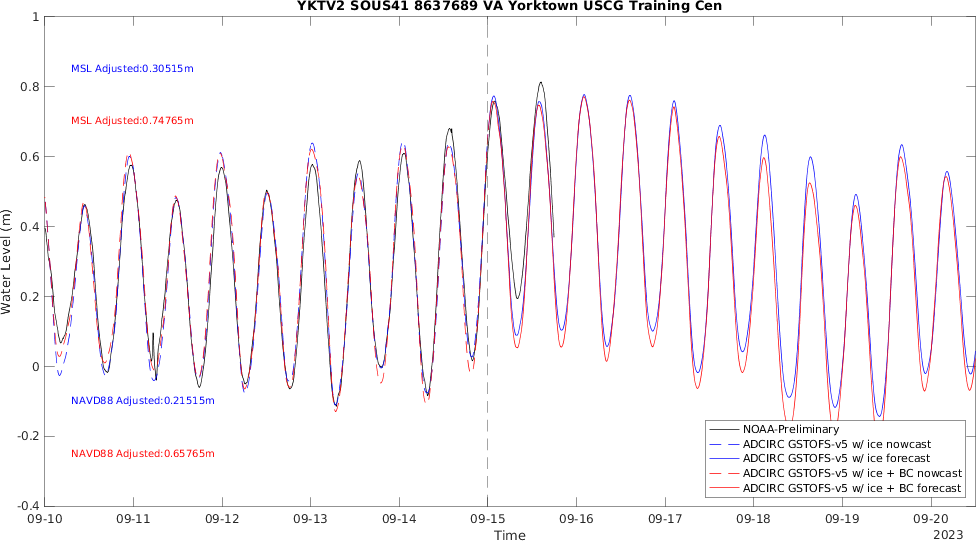 YKTV2 SOUS41 8637689 VA Yorktown USCG Training Cen
1
0.8
0.6
0.4
0.2
0
-0.2
-0.4
Water Level (m)
MSL Adjusted:0.30515m
MSL Adjusted:0.74765m
NAVD88 Adjusted:0.21515m
NAVD88 Adjusted:0.65765m
NOAA-Preliminary
ADCIRC GSTOFS-v5 w/ ice nowcast
ADCIRC GSTOFS-v5 w/ ice forecast
ADCIRC GSTOFS-v5 w/ ice + BC nowcast
ADCIRC GSTOFS-v5 w/ ice + BC forecast
09-10 09-11 09-12 09-13 09-14 09-15 09-16 09-17 09-18 09-19 09-20
Time
2023